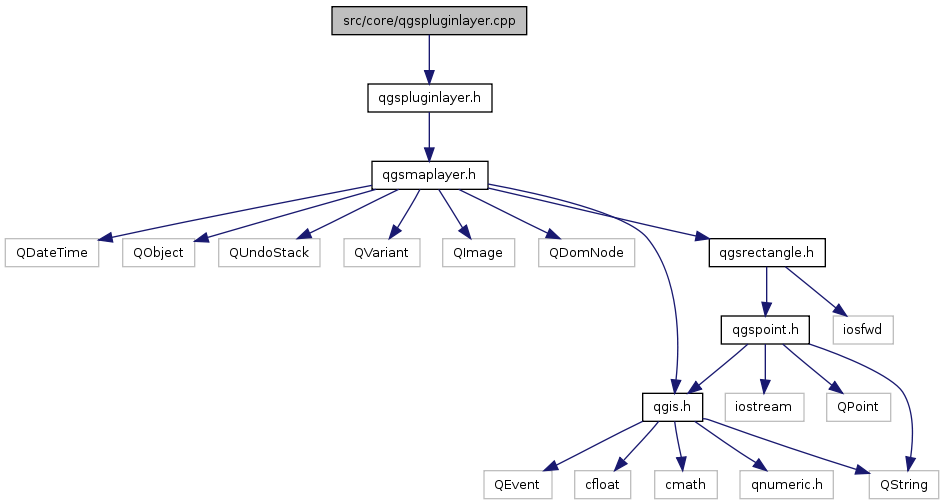 src/core/qgspluginlayer.cpp
qgspluginlayer.h
qgsmaplayer.h
QDateTime
QObject
QUndoStack
QVariant
QImage
QDomNode
qgsrectangle.h
qgspoint.h
iosfwd
qgis.h
iostream
QPoint
QEvent
cfloat
cmath
qnumeric.h
QString